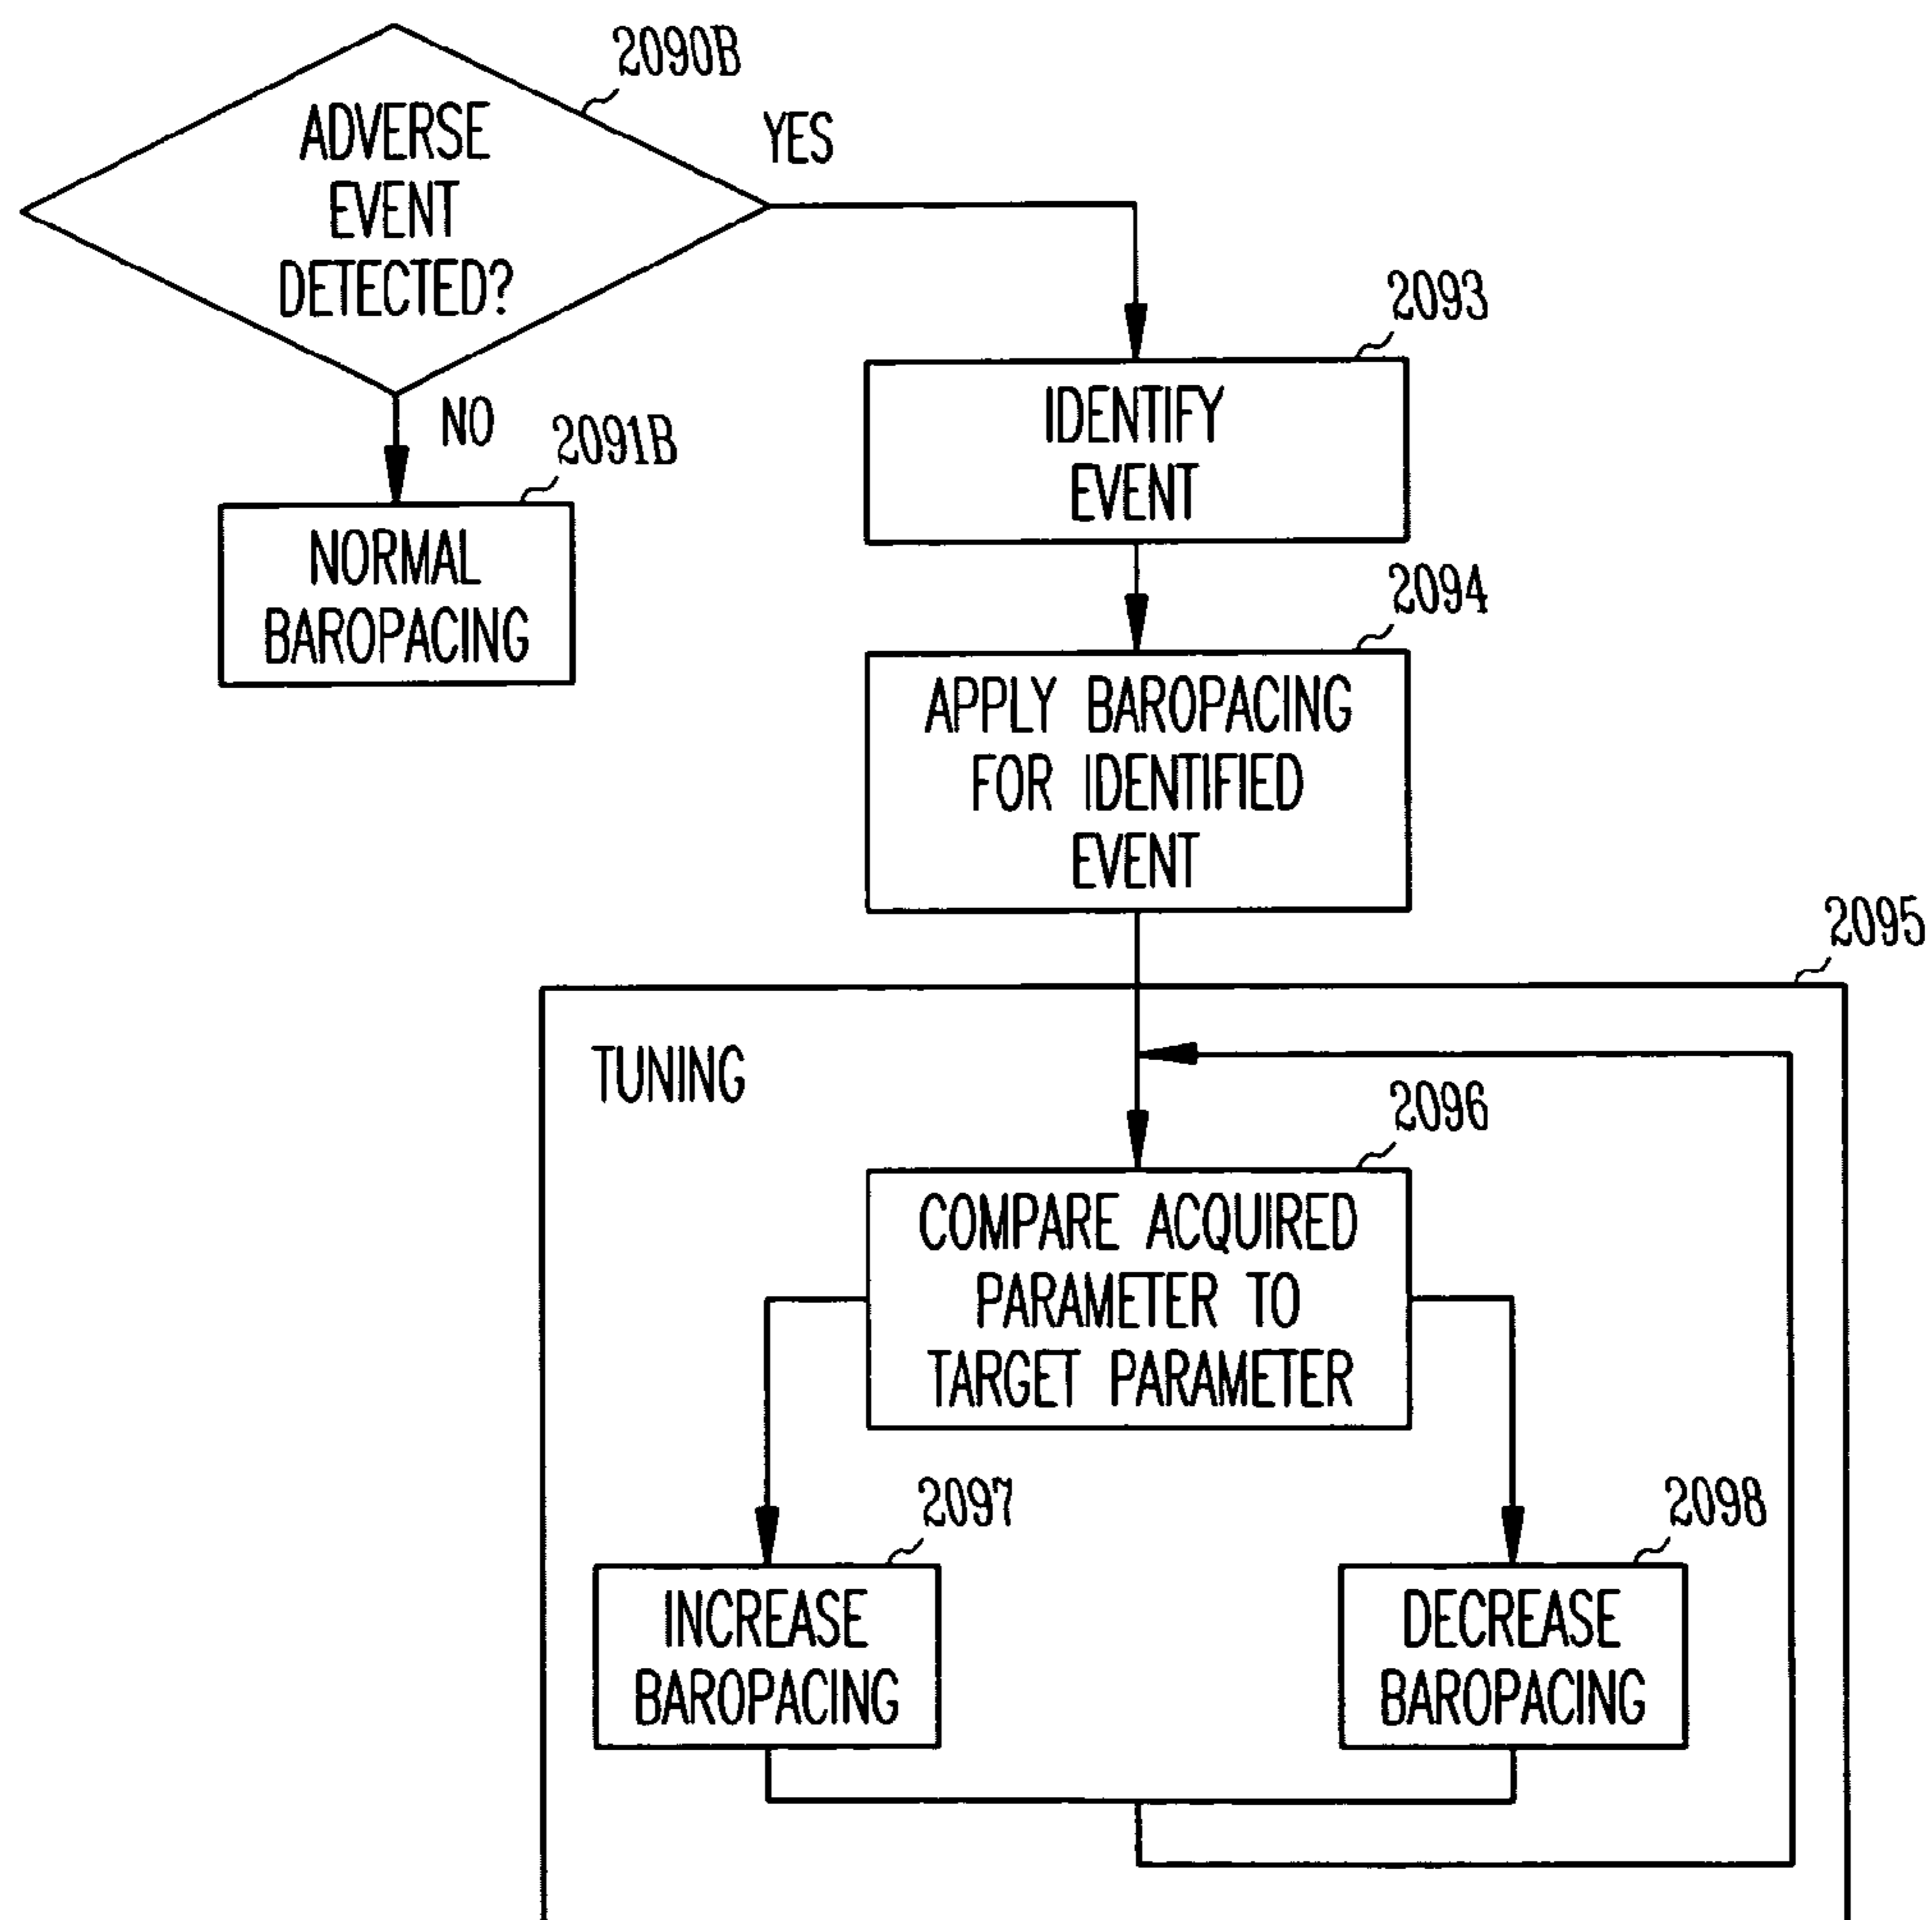 2090B
ADVERSE
EVENT
DETECTED?
YES
NO
2091B
NORMAL
BAROPACING
2093
IDENTIFY
EVENT
2094
APPLY BAROPACING
FOR IDENTIFIED
EVENT
2095
TUNING
2096
COMPARE ACQUIRED
PARAMETER TO
TARGET PARAMETER
2097
INCREASE
BAROPACING
2098
DECREASE
BAROPACING